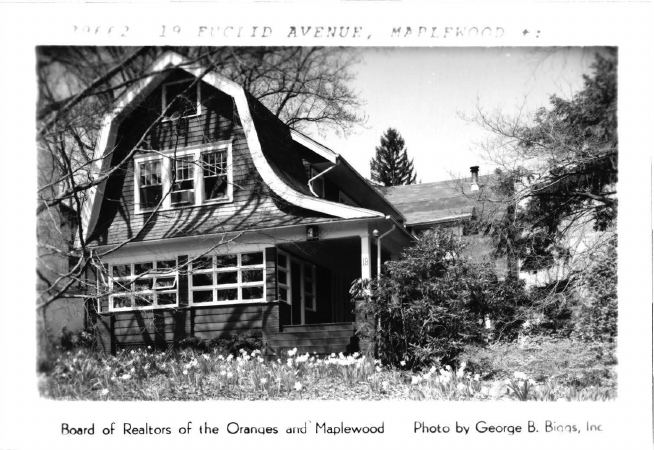 19 EUCLID AVENUE, MAPLEWOOD
Board of Realtors of the Oranges and Maplewood Photo by George B. Biggs, Inc.